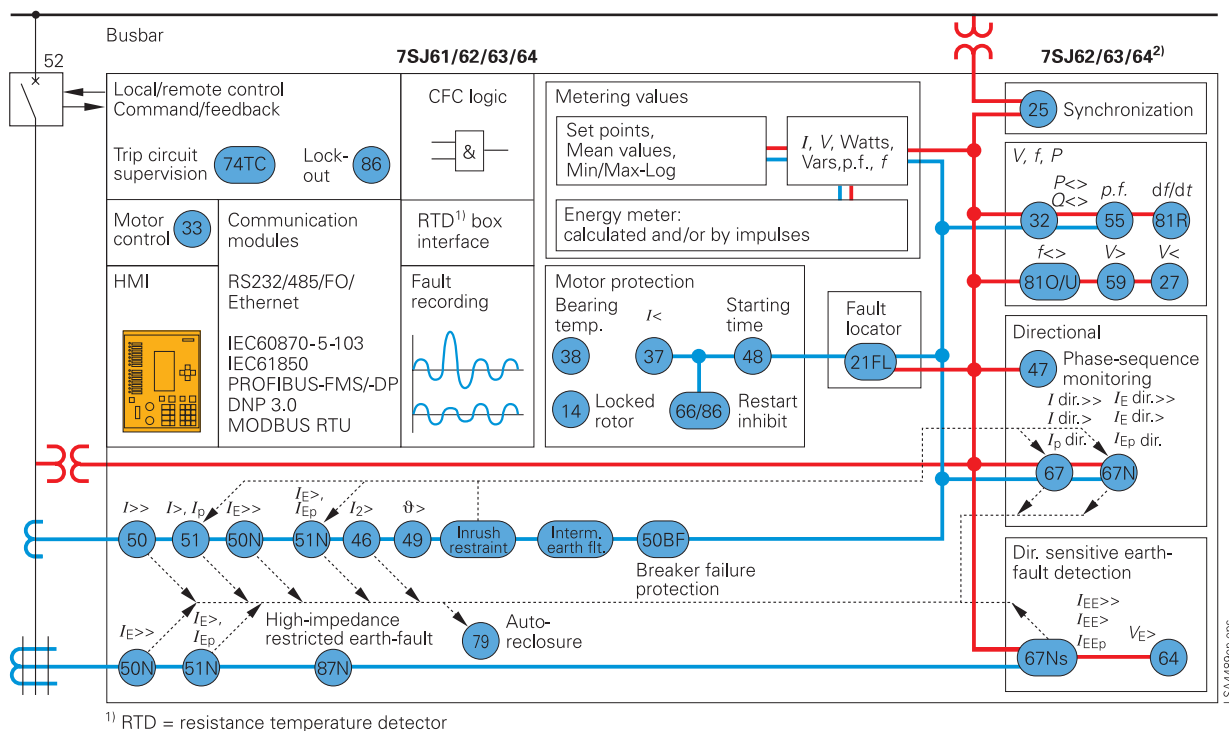 Busbar
52
7SJ61/62/63/64
7SJ62/63/64²⁾
Local/remote control
Command/feedback
Trip circuit
supervision
74TC
Lock-
out
86
CFC logic
&
Metering values
Set points,
Mean values,
Min/Max-Log
I, V, Watts,
Vars,p.f., f
Energy meter:
calculated and/or by impulses
25
Synchronization
V, f, P
P<>
Q<>
p.f.
df/dt
32
55
81R
f<>
V>
V<
81O/U
59
27
Motor
control
33
Communication
modules
RTD¹⁾ box
interface
HMI
RS232/485/FO/
Ethernet
IEC60870-5-103
IEC61850
PROFIBUS-FMS/-DP
DNP 3.0
MODBUS RTU
Fault
recording
Motor protection
Bearing
temp.
I<
Starting
time
38
37
48
14
Locked
rotor
66/86
Restart
inhibit
Fault
locator
21FL
Directional
47
Phase-sequence
monitoring
I dir.>>
I dir.>
Ip dir.
IE dir.>>
IE dir.>
IEp dir.
67
67N
I>>
I>, Ip
IE>>
IE>,
IEp
I2>
ϑ>
50
51
50N
51N
46
49
Inrush
restraint
Interm.
earth flt.
50BF
Breaker failure
protection
IE>>
IE>,
IEp
High-impedance
restricted earth-fault
50N
51N
87N
79
Auto-
reclosure
Dir. sensitive earth-
fault detection
IEE>>
IEE>
IEEp
VE>
67Ns
64
¹⁾ RTD = resistance temperature detector